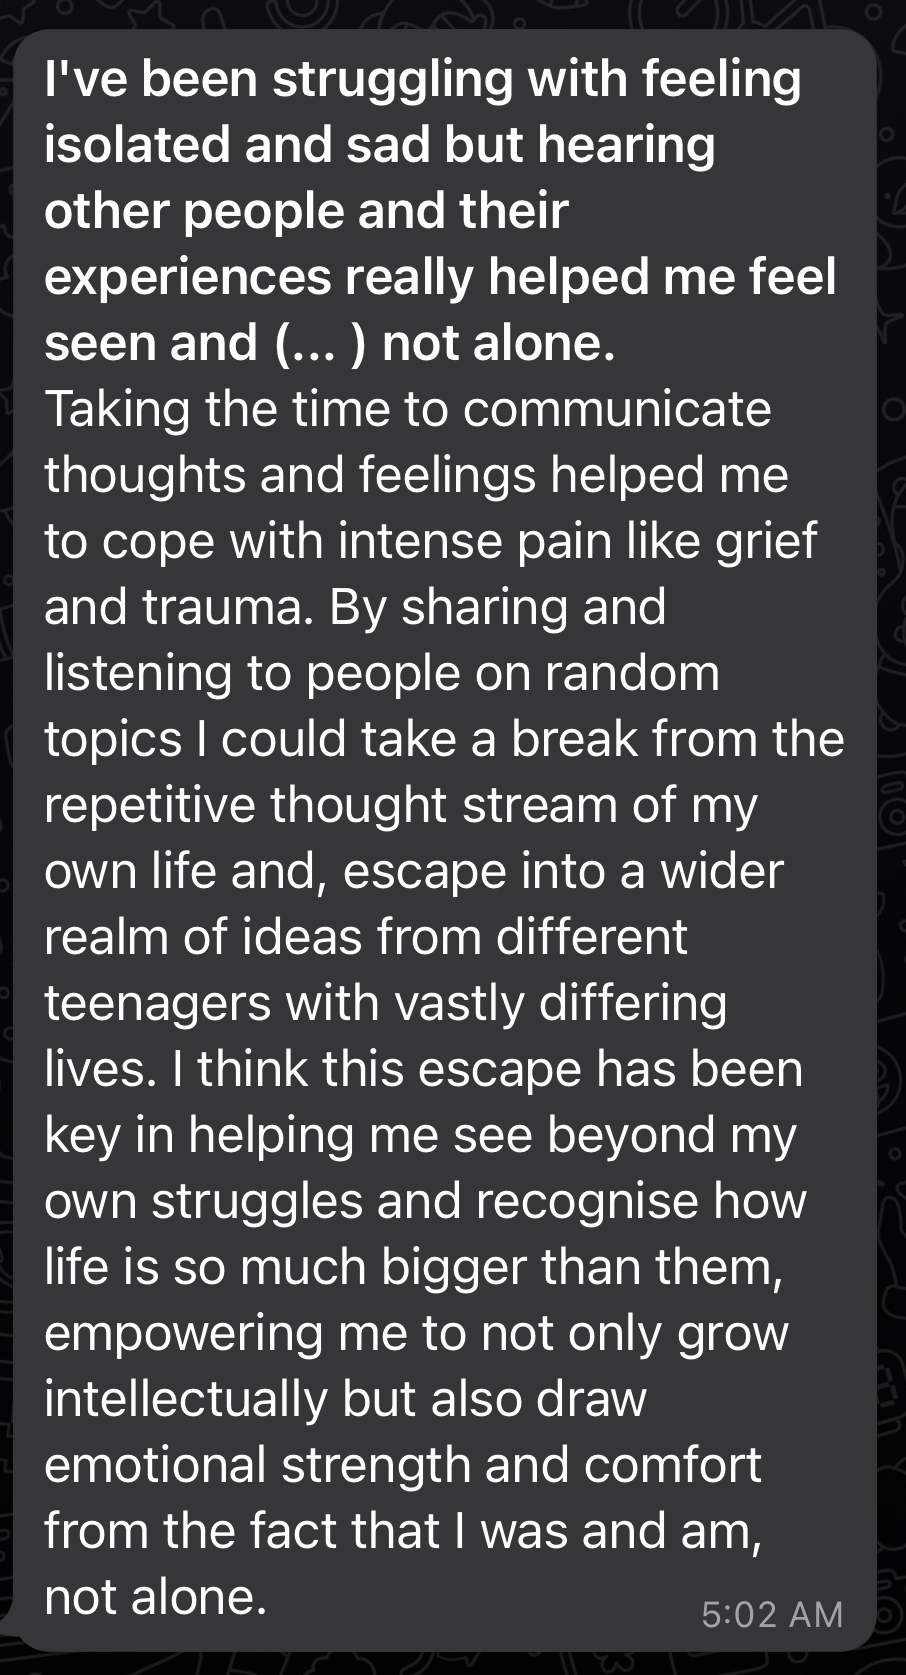 I've been struggling with feeling
isolated and sad but hearing
other people and their
experiences really helped me feel
seen and (... ) not alone.
Taking the time to communicate
thoughts and feelings helped me
to cope with intense pain like grief
and trauma. By sharing and
listening to people on random
topics I could take a break from the
repetitive thought stream of my
own life and, escape into a wider
realm of ideas from different
teenagers with vastly differing
lives. I think this escape has been
key in helping me see beyond my
own struggles and recognise how
life is so much bigger than them,
empowering me to not only grow
intellectually but also draw
emotional strength and comfort
from the fact that I was and am,
not alone.
5:02 AM